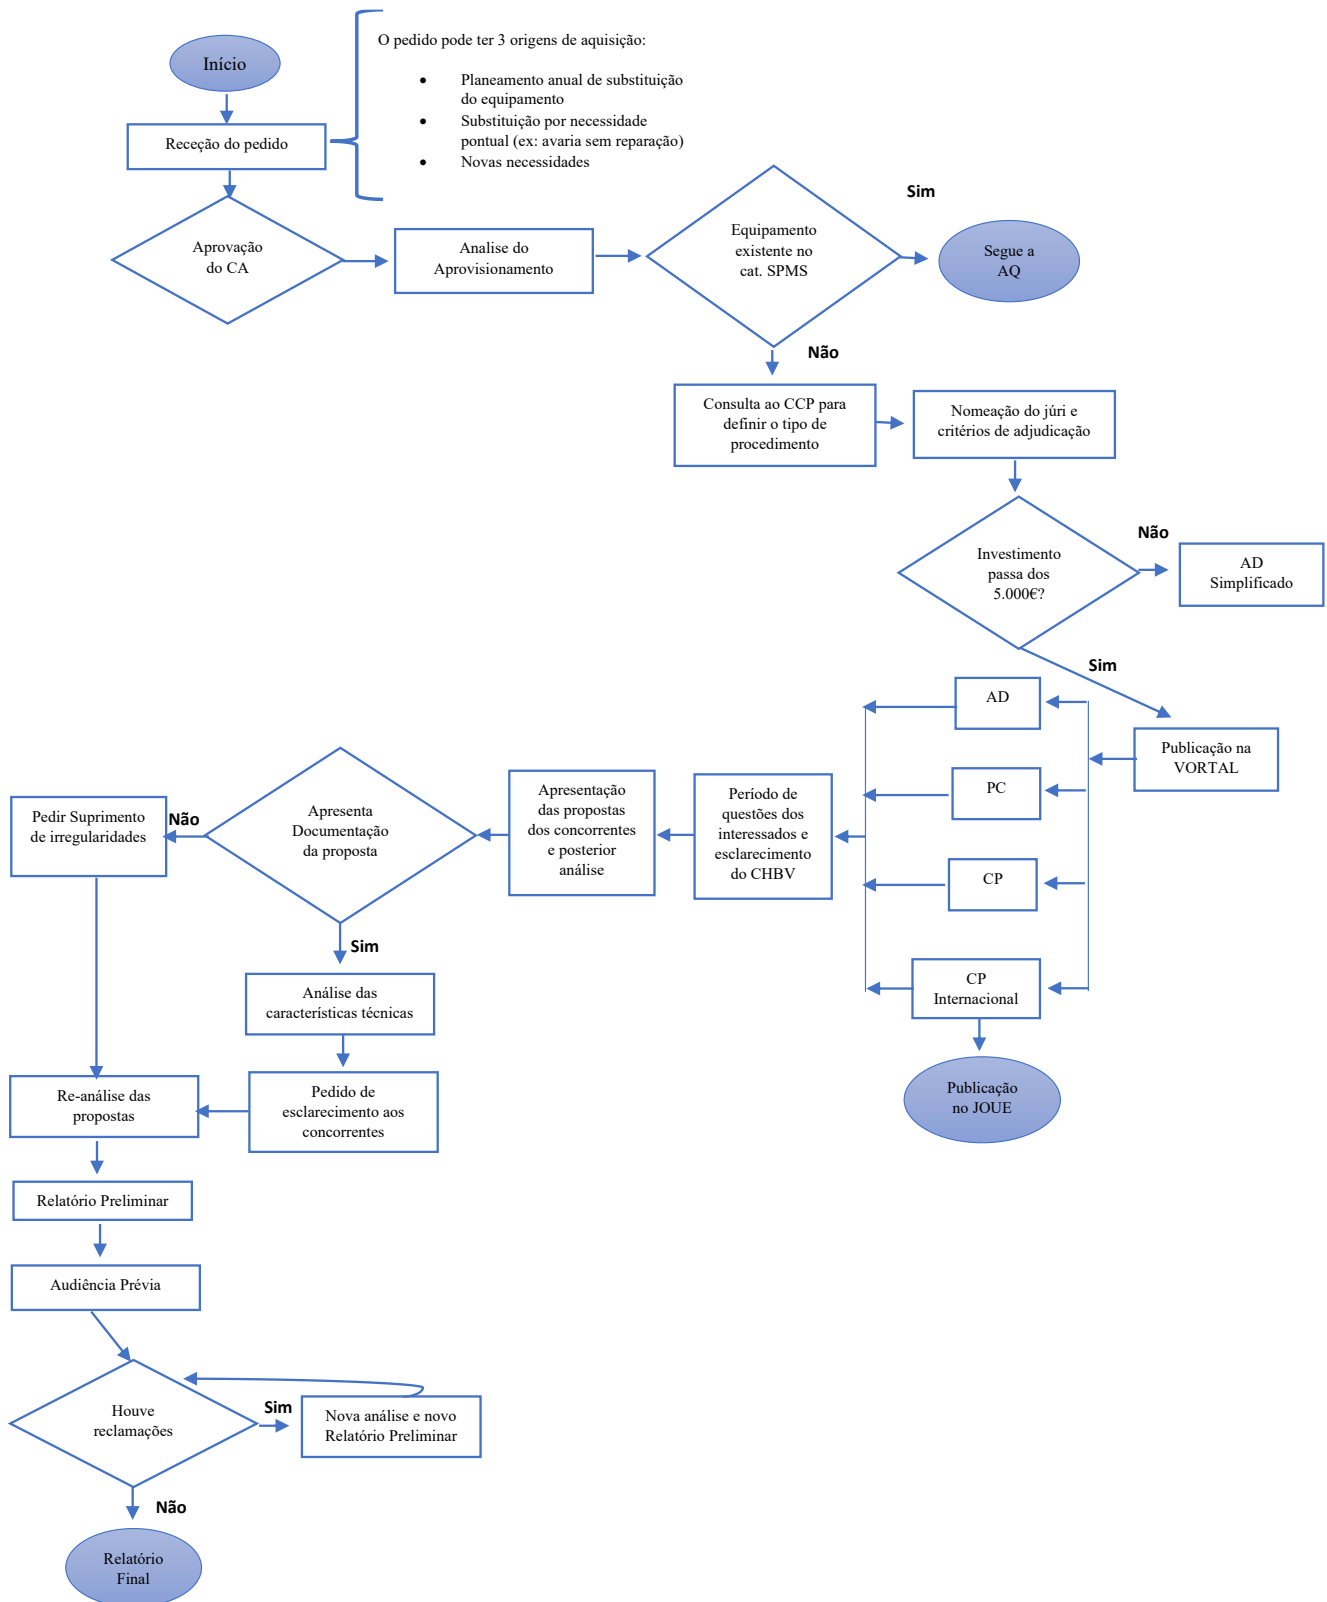 Início
O pedido pode ter 3 origens de aquisição:
• Planeamento anual de substituição
do equipamento
• Substituição por necessidade
pontual (ex: avaria sem reparação)
• Novas necessidades
Receção do pedido
Aprovação
do CA
Analise do
Aprovisionamento
Equipamento
existente no
cat. SPMS
Sim
Segue a
AQ
Não
Consulta ao CCP para
definir o tipo de
procedimento
Nomeação do júri e
critérios de adjudicação
Investimento
passa dos
5.000€?
Não
AD
Simplificado
Sim
Publicação na
VORTAL
AD
PC
CP
CP
Internacional
Publicação
no JOUE
Período de
questões dos
interessados e
esclarecimento
do CHBV
Apresentação
das propostas
dos concorrentes
e posterior
análise
Apresenta
Documentação
da proposta
Não
Pedir Suprimento
de irregularidades
Sim
Análise das
características técnicas
Pedido de
esclarecimento aos
concorrentes
Re-análise das
propostas
Relatório Preliminar
Audiência Prévia
Houve
reclamações
Sim
Nova análise e novo
Relatório Preliminar
Não
Relatório
Final